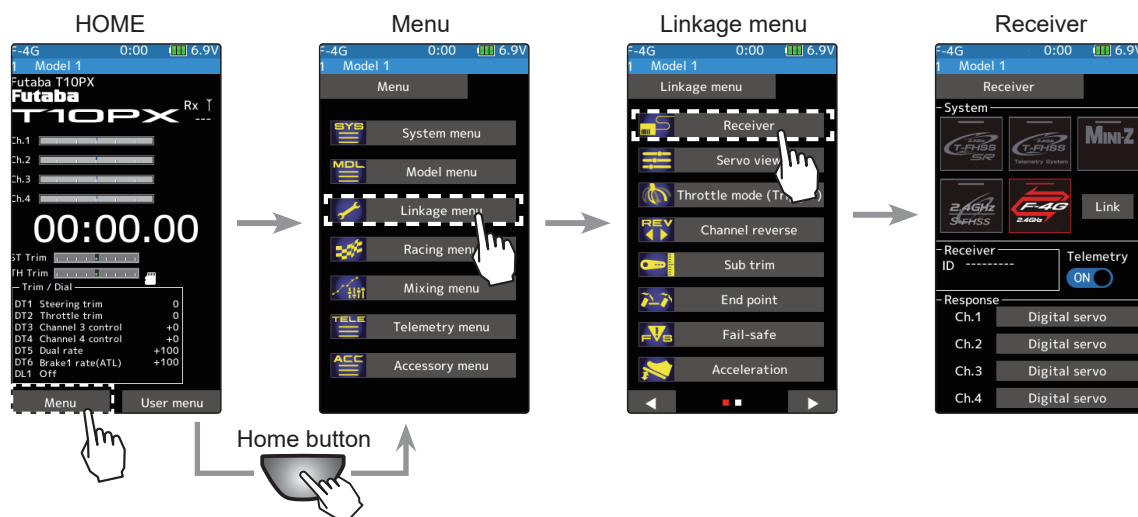 HOME
Menu
Linkage menu
Receiver
F-4G 0:00 6.9V
1 Model 1
Futaba T10PX
Futaba
T10PX
Rx
---
Ch.1
Ch.2
Ch.3
Ch.4
00:00.00
ST Trim
TH Trim
Trim / Dial
DT1 Steering trim 0
DT2 Throttle trim 0
DT3 Channel 3 control +0
DT4 Channel 4 control +0
DT5 Dual rate +100
DT6 Brake1 rate(ATL) +100
DL1 Off
Menu
User menu
Home button
F-4G 0:00 6.9V
1 Model 1
Menu
SYS System menu
MDL Model menu
Linkage menu
Racing menu
Mixing menu
TELE Telemetry menu
ACC Accessory menu
F-4G 0:00 6.9V
1 Model 1
Linkage menu
Receiver
Servo view
Throttle mode
REV Channel reverse
Sub trim
End point
F/S Fail-safe
Acceleration
F-4G 0:00 6.9V
1 Model 1
Receiver
System
2.4GHz T-FHSS SR
2.4GHz T-FHSS Telemetry System
MINI-Z
2.4GHz S-FHSS
F-4G 2.4GHz
Link
Receiver
ID ---------
Telemetry
ON
Response
Ch.1 Digital servo
Ch.2 Digital servo
Ch.3 Digital servo
Ch.4 Digital servo